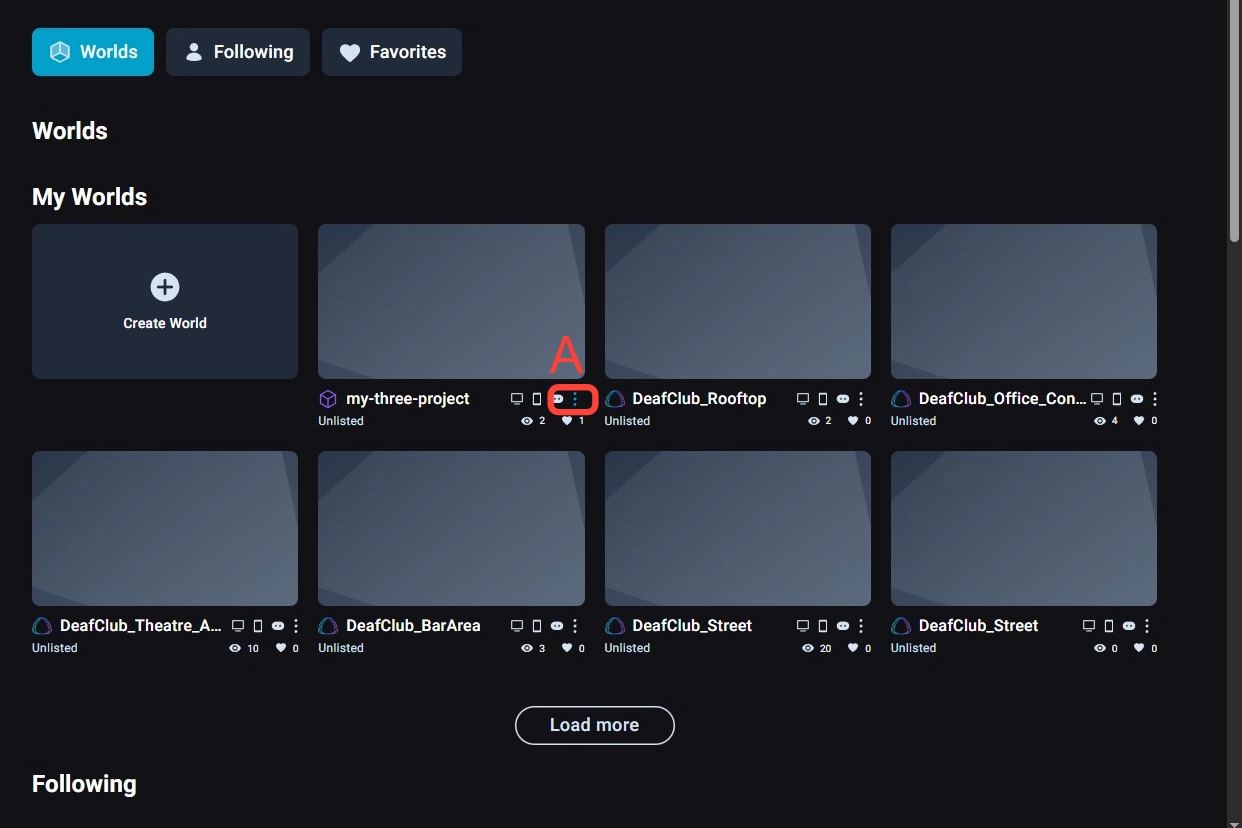 Worlds Following Favorites
Worlds
My Worlds
Create World
A
my-three-project
Unlisted 2 1
DeafClub_Rooftop
Unlisted 2 0
DeafClub_Office_Con...
Unlisted 4 0
DeafClub_Theatre_A...
Unlisted 10 0
DeafClub_BarArea
Unlisted 3 0
DeafClub_Street
Unlisted 20 0
DeafClub_Street
Unlisted 0 0
Load more
Following